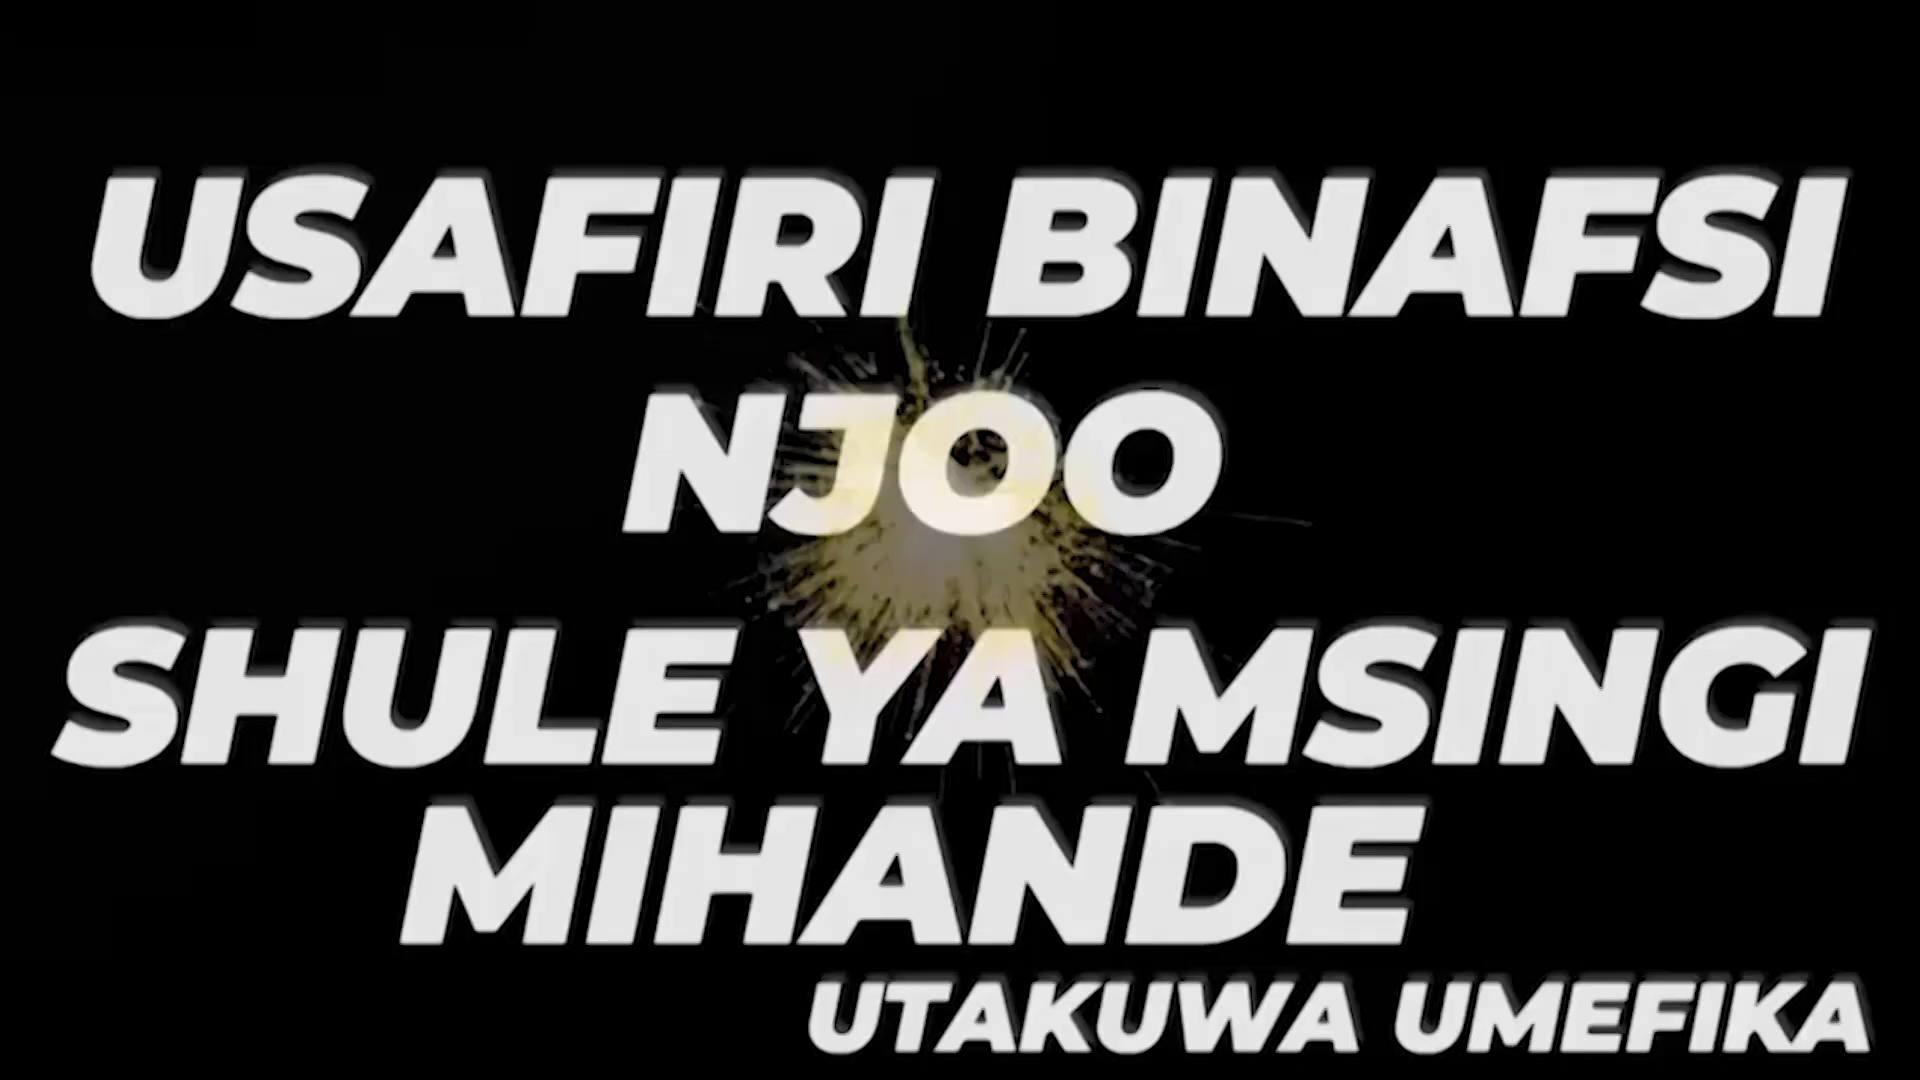 USAFIRI BINAFSI
NJOO
SHULE YA MSINGI
MIHANDE
UTAKUWA UMEFIKA